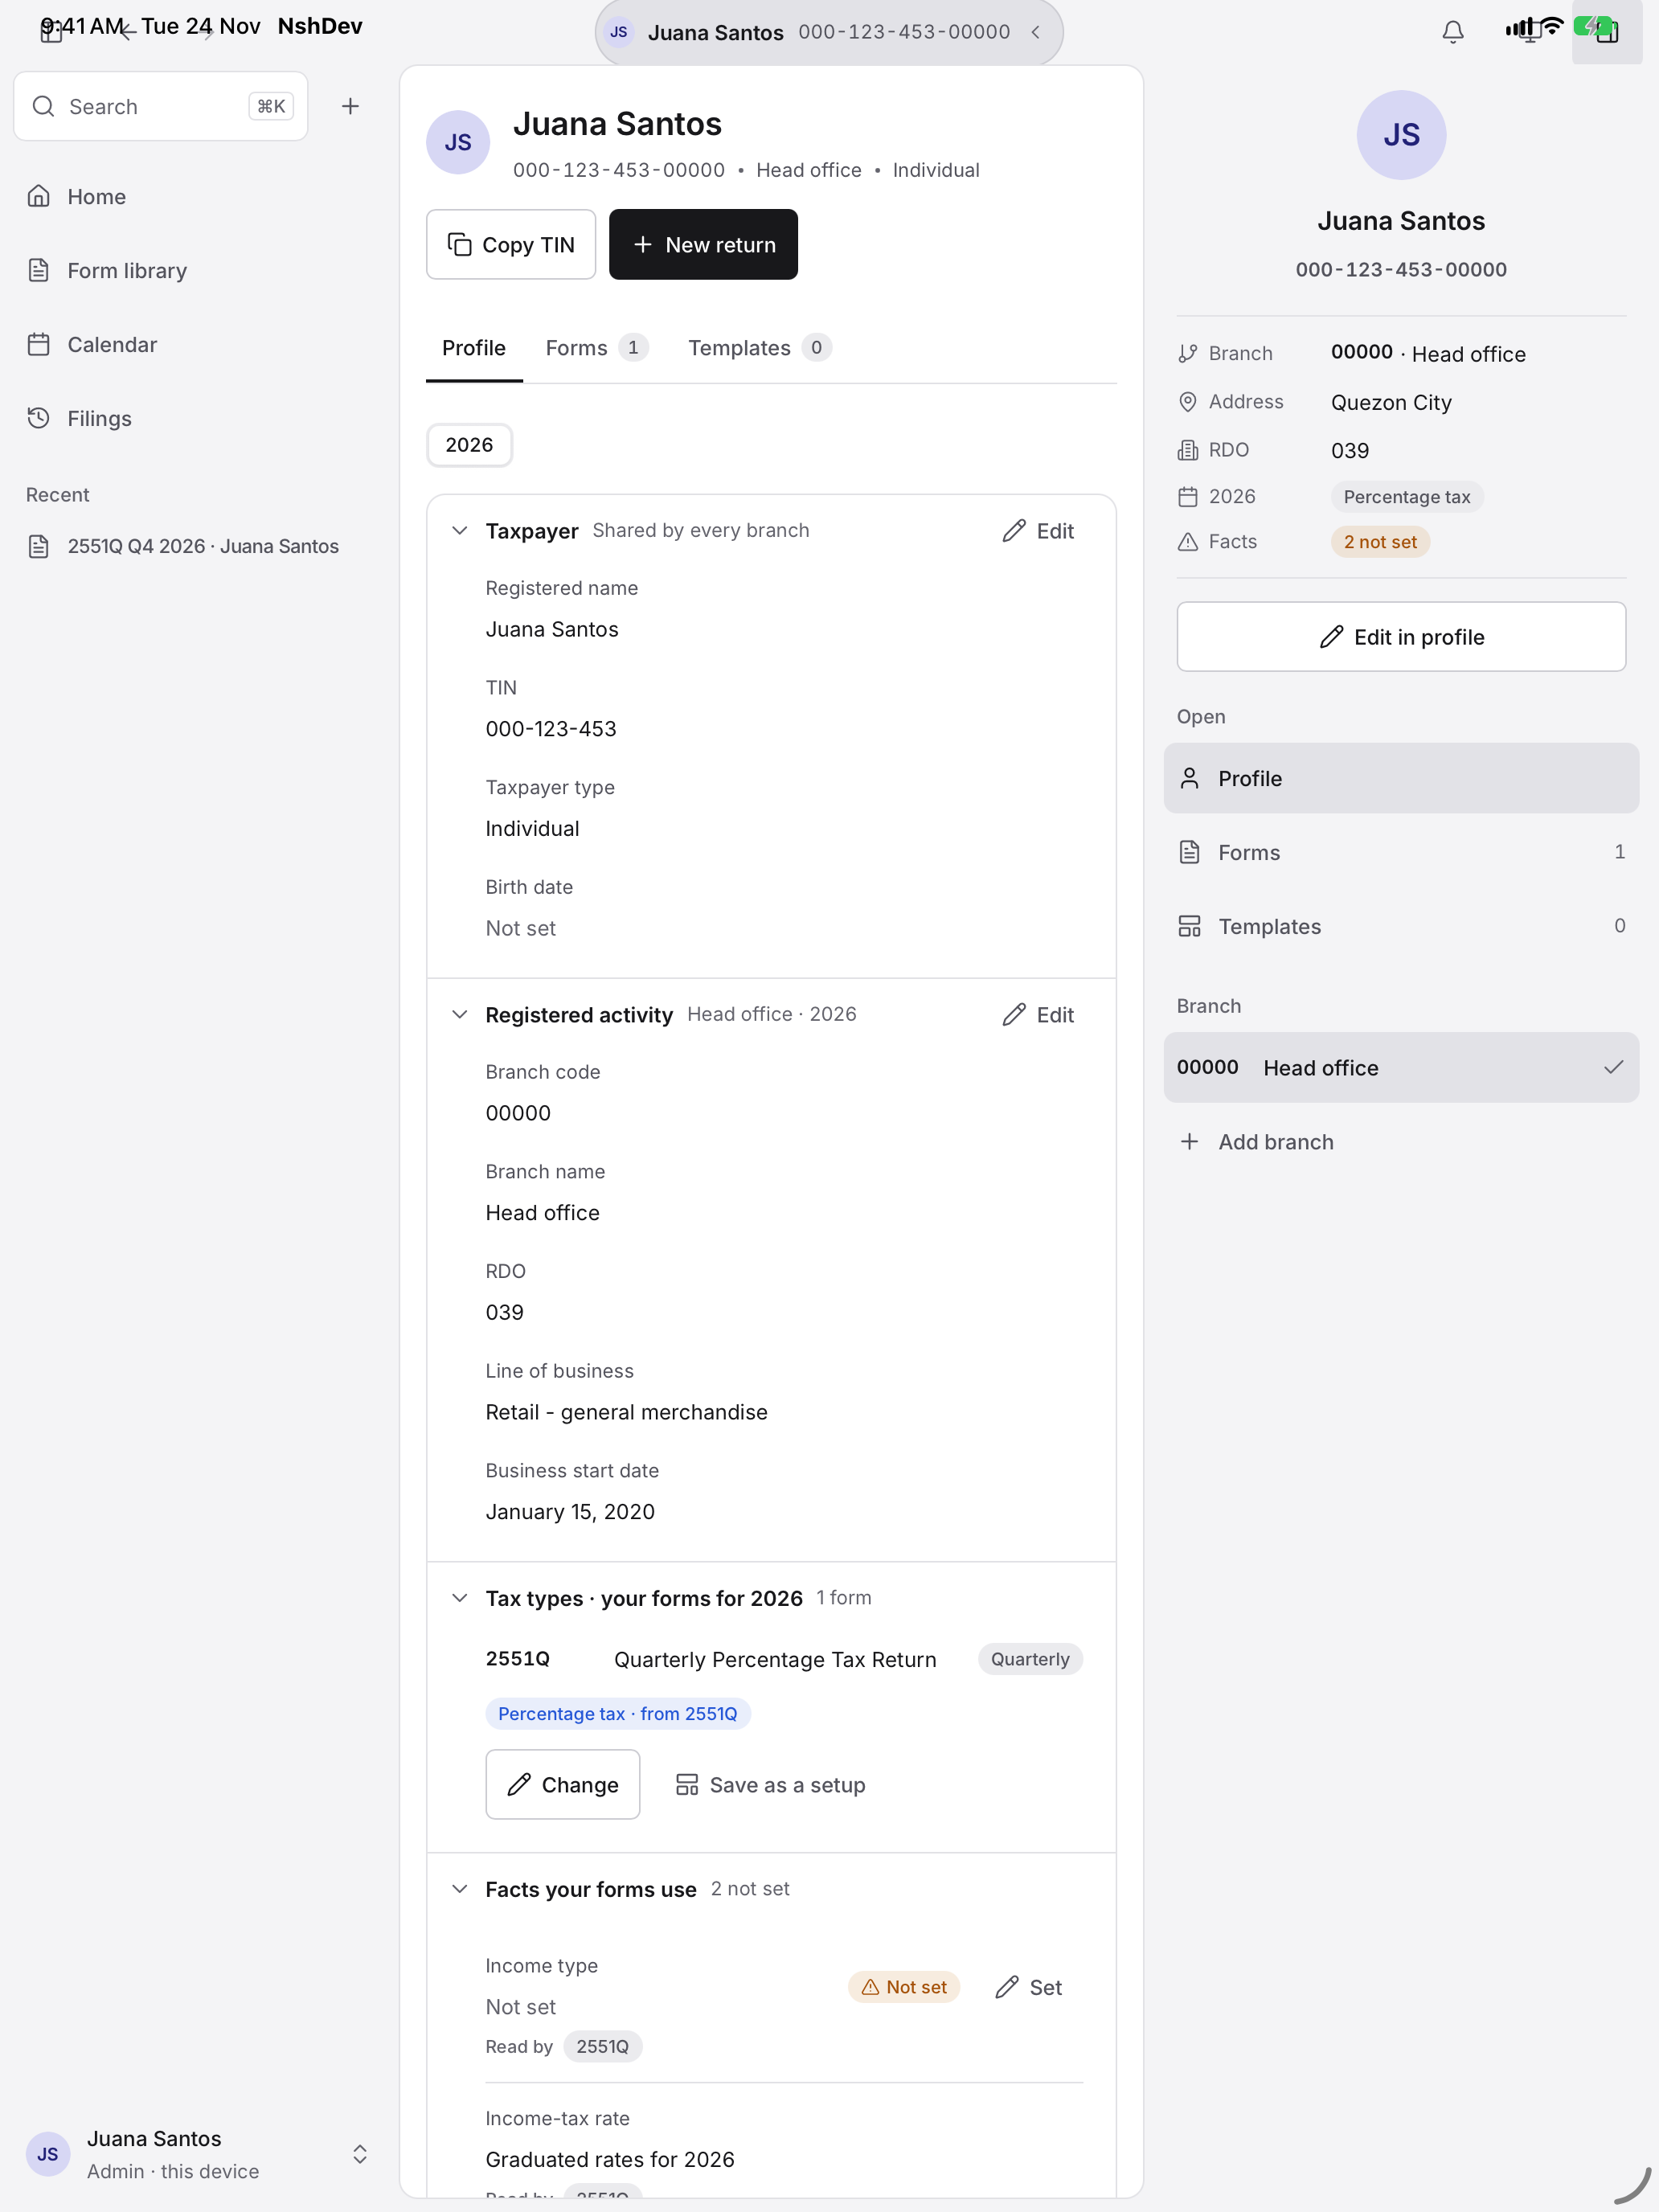 9:41 AM Tue 24 Nov NshDev
JS Juana Santos 000-123-453-00000
Search ⌘K
Home
Form library
Calendar
Filings
Recent
2551Q Q4 2026 · Juana Santos
JS
Juana Santos
Admin · this device
JS
Juana Santos
000-123-453-00000 • Head office • Individual
Copy TIN
New return
Profile Forms 1 Templates 0
2026
Taxpayer Shared by every branch Edit
Registered name
Juana Santos
TIN
000-123-453
Taxpayer type
Individual
Birth date
Not set
Registered activity Head office · 2026 Edit
Branch code
00000
Branch name
Head office
RDO
039
Line of business
Retail - general merchandise
Business start date
January 15, 2020
Tax types · your forms for 2026 1 form
2551Q Quarterly Percentage Tax Return Quarterly
Percentage tax · from 2551Q
Change Save as a setup
Facts your forms use 2 not set
Income type
Not set
Not set Set
Read by 2551Q
Income-tax rate
Graduated rates for 2026
Read by 2551Q
JS
Juana Santos
000-123-453-00000
Branch 00000 · Head office
Address Quezon City
RDO 039
2026 Percentage tax
Facts 2 not set
Edit in profile
Open
Profile
Forms 1
Templates 0
Branch
00000 Head office
Add branch